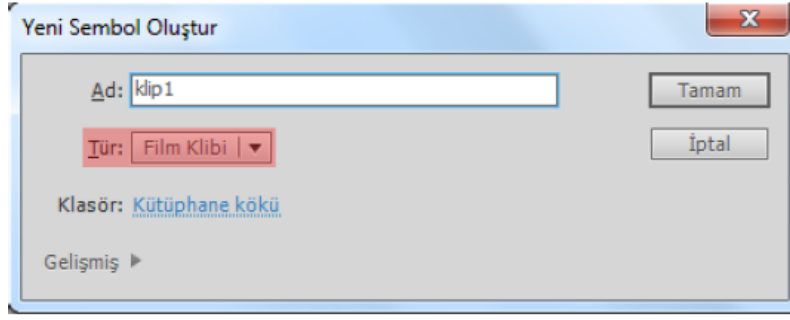 Yeni Sembol Oluştur
Ad: klip1
Tamam
Tür: Film Klibi
İptal
Klasör: Kütüphane kökü
Gelişmiş